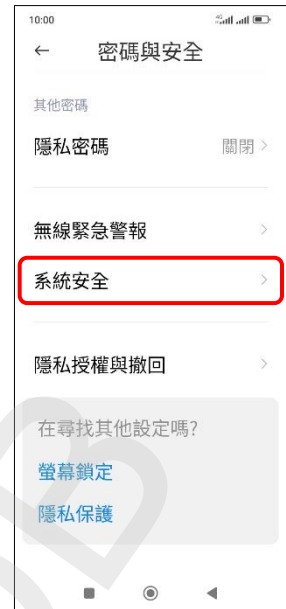 10:00
4G
密碼與安全
其他密碼
隱私密碼 關閉
無線緊急警報
系統安全
隱私授權與撤回
在尋找其他設定嗎?
螢幕鎖定
隱私保護